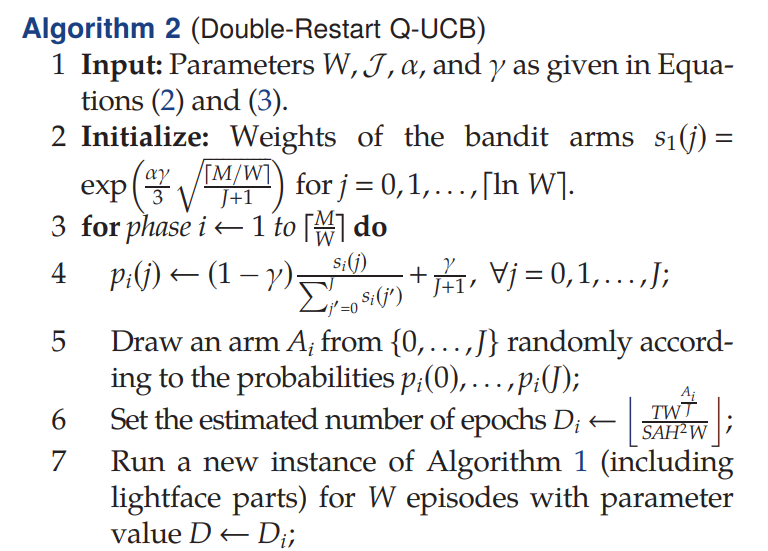 Algorithm 2 (Double-Restart Q-UCB)
1 Input: Parameters W, 𝒥, α, and γ as given in Equa-
tions (2) and (3).
2 Initialize: Weights of the bandit arms s₁(j) =
exp(αγ/3 √(⌈M/W⌉/(J+1))) for j = 0, 1, . . . , ⌈ln W⌉.
3 for phase i ← 1 to ⌈M/W⌉ do
4 pᵢ(j) ← (1 − γ) sᵢ(j)/∑ᴶⱼ′₌₀ sᵢ(j′) + γ/(J+1), ∀j = 0, 1, . . . , J;
5 Draw an arm Aᵢ from {0, . . . , J} randomly accord-
ing to the probabilities pᵢ(0), . . . , pᵢ(J);
6 Set the estimated number of epochs Dᵢ ← ⌊TW^(Aᵢ/J)/(SAH²W)⌋;
7 Run a new instance of Algorithm 1 (including
lightface parts) for W episodes with parameter
value D ← Dᵢ;